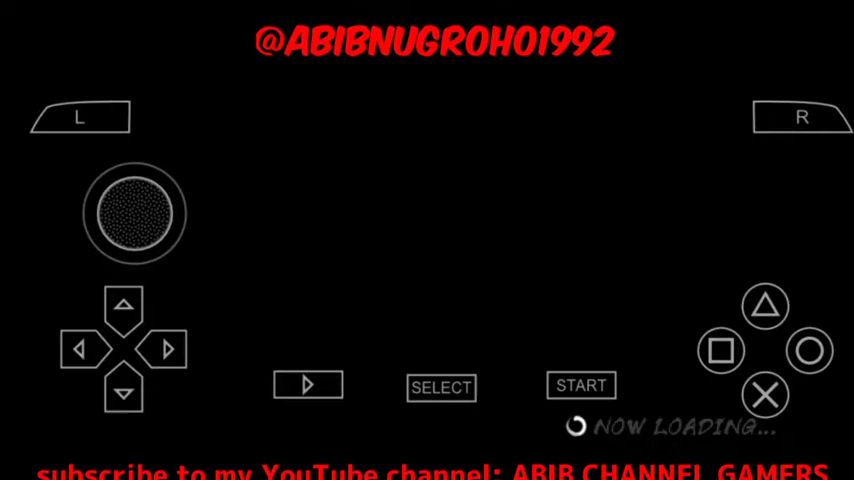 @ABIBNUGROHO1992
L
R
SELECT
START
NOW LOADING...
subscribe to my YouTube channel: ABIB CHANNEL GAMERS